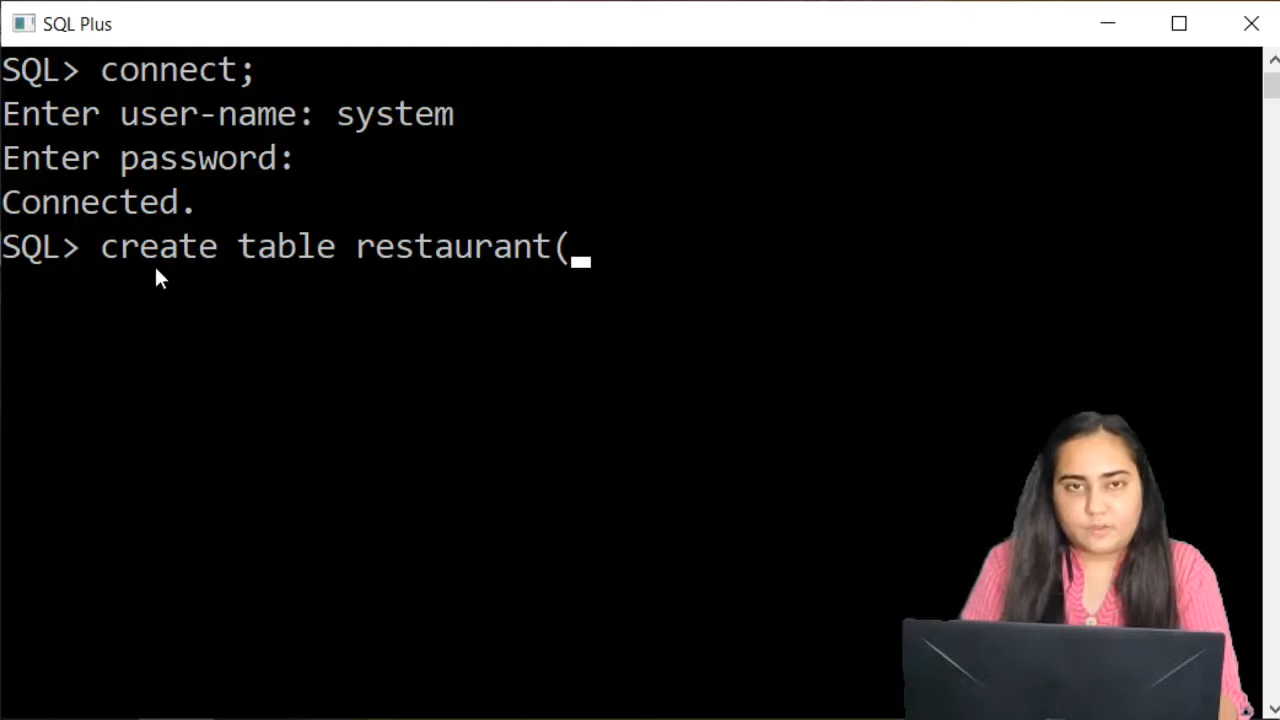 SQL Plus
SQL> connect;
Enter user-name: system
Enter password:
Connected.
SQL> create table restaurant(